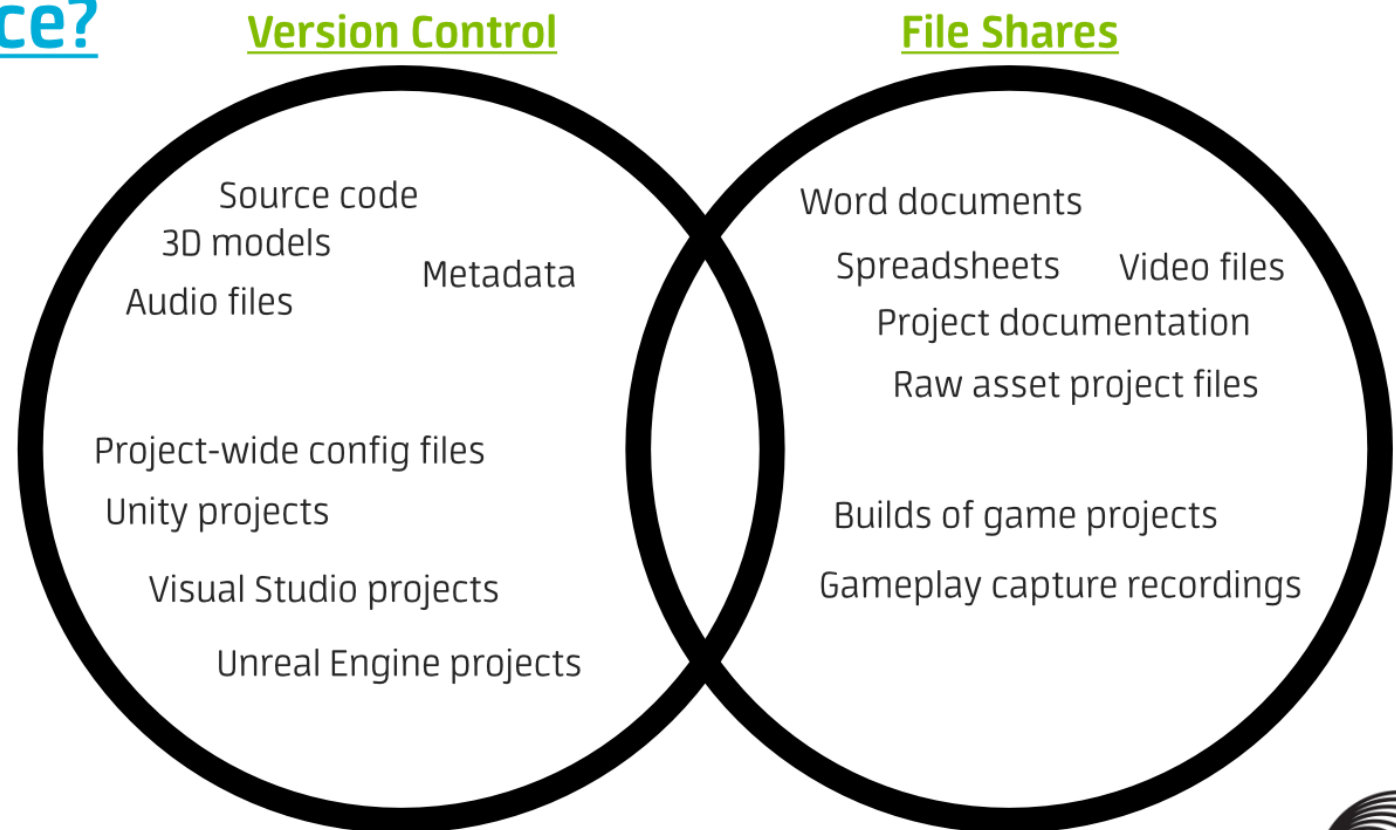 ce?
Version Control
File Shares
Source code
3D models
Metadata
Audio files
Project-wide config files
Unity projects
Visual Studio projects
Unreal Engine projects
Word documents
Spreadsheets
Video files
Project documentation
Raw asset project files
Builds of game projects
Gameplay capture recordings